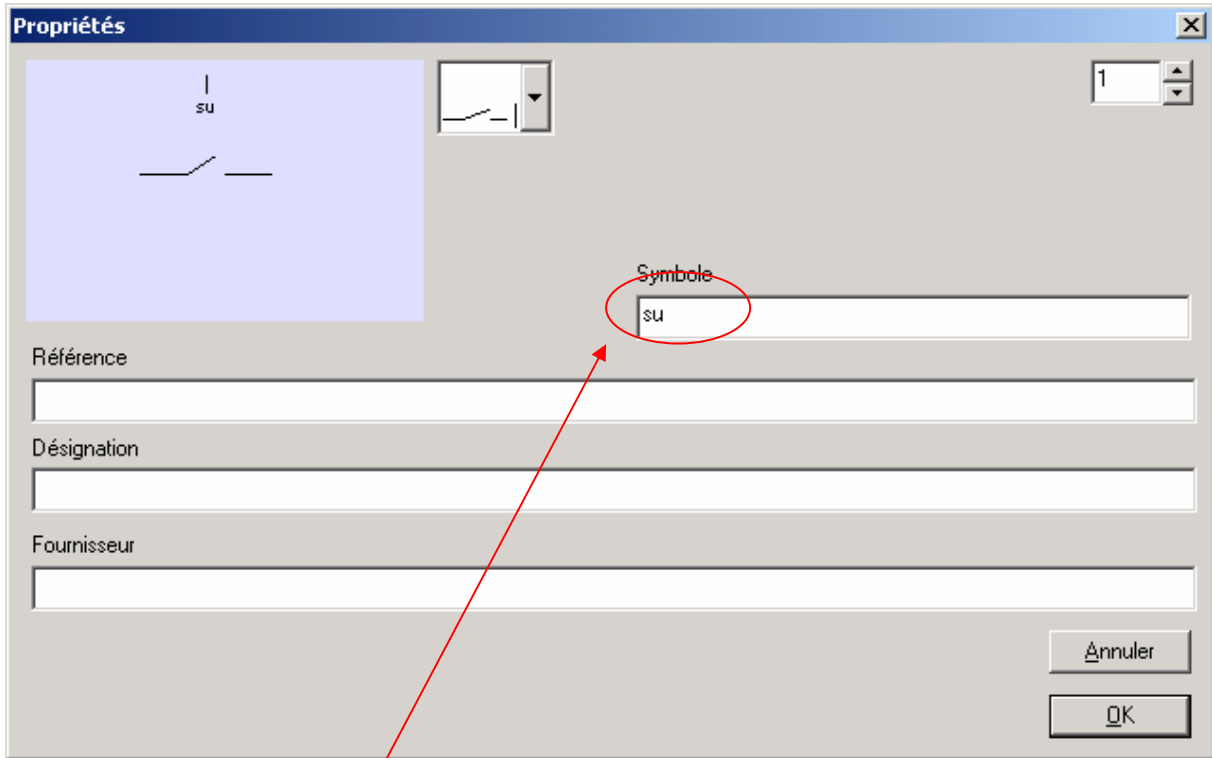 Propriétés
su
1
Symbole
su
Référence
Désignation
Fournisseur
Annuler
OK